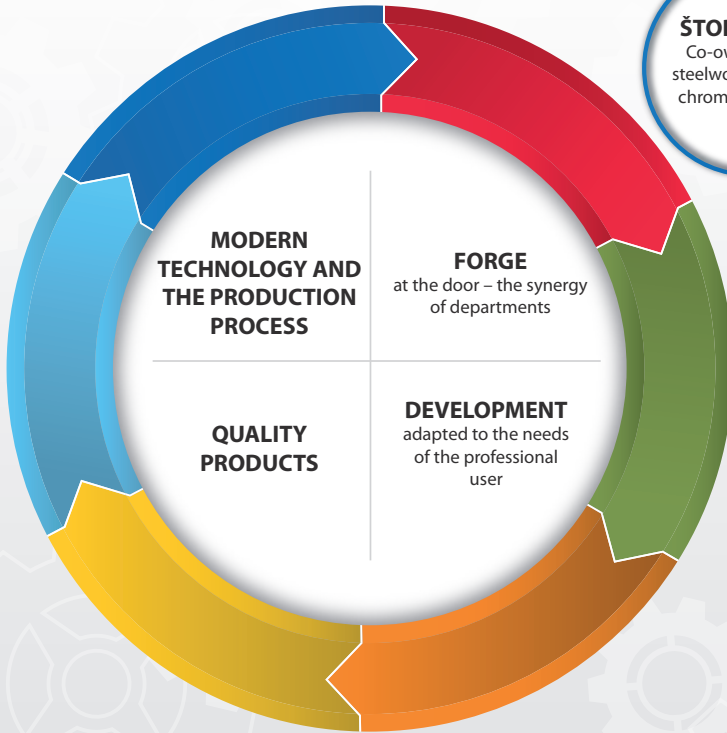 MODERN
TECHNOLOGY AND
THE PRODUCTION
PROCESS
FORGE
at the door – the synergy
of departments
QUALITY
PRODUCTS
DEVELOPMENT
adapted to the needs
of the professional
user